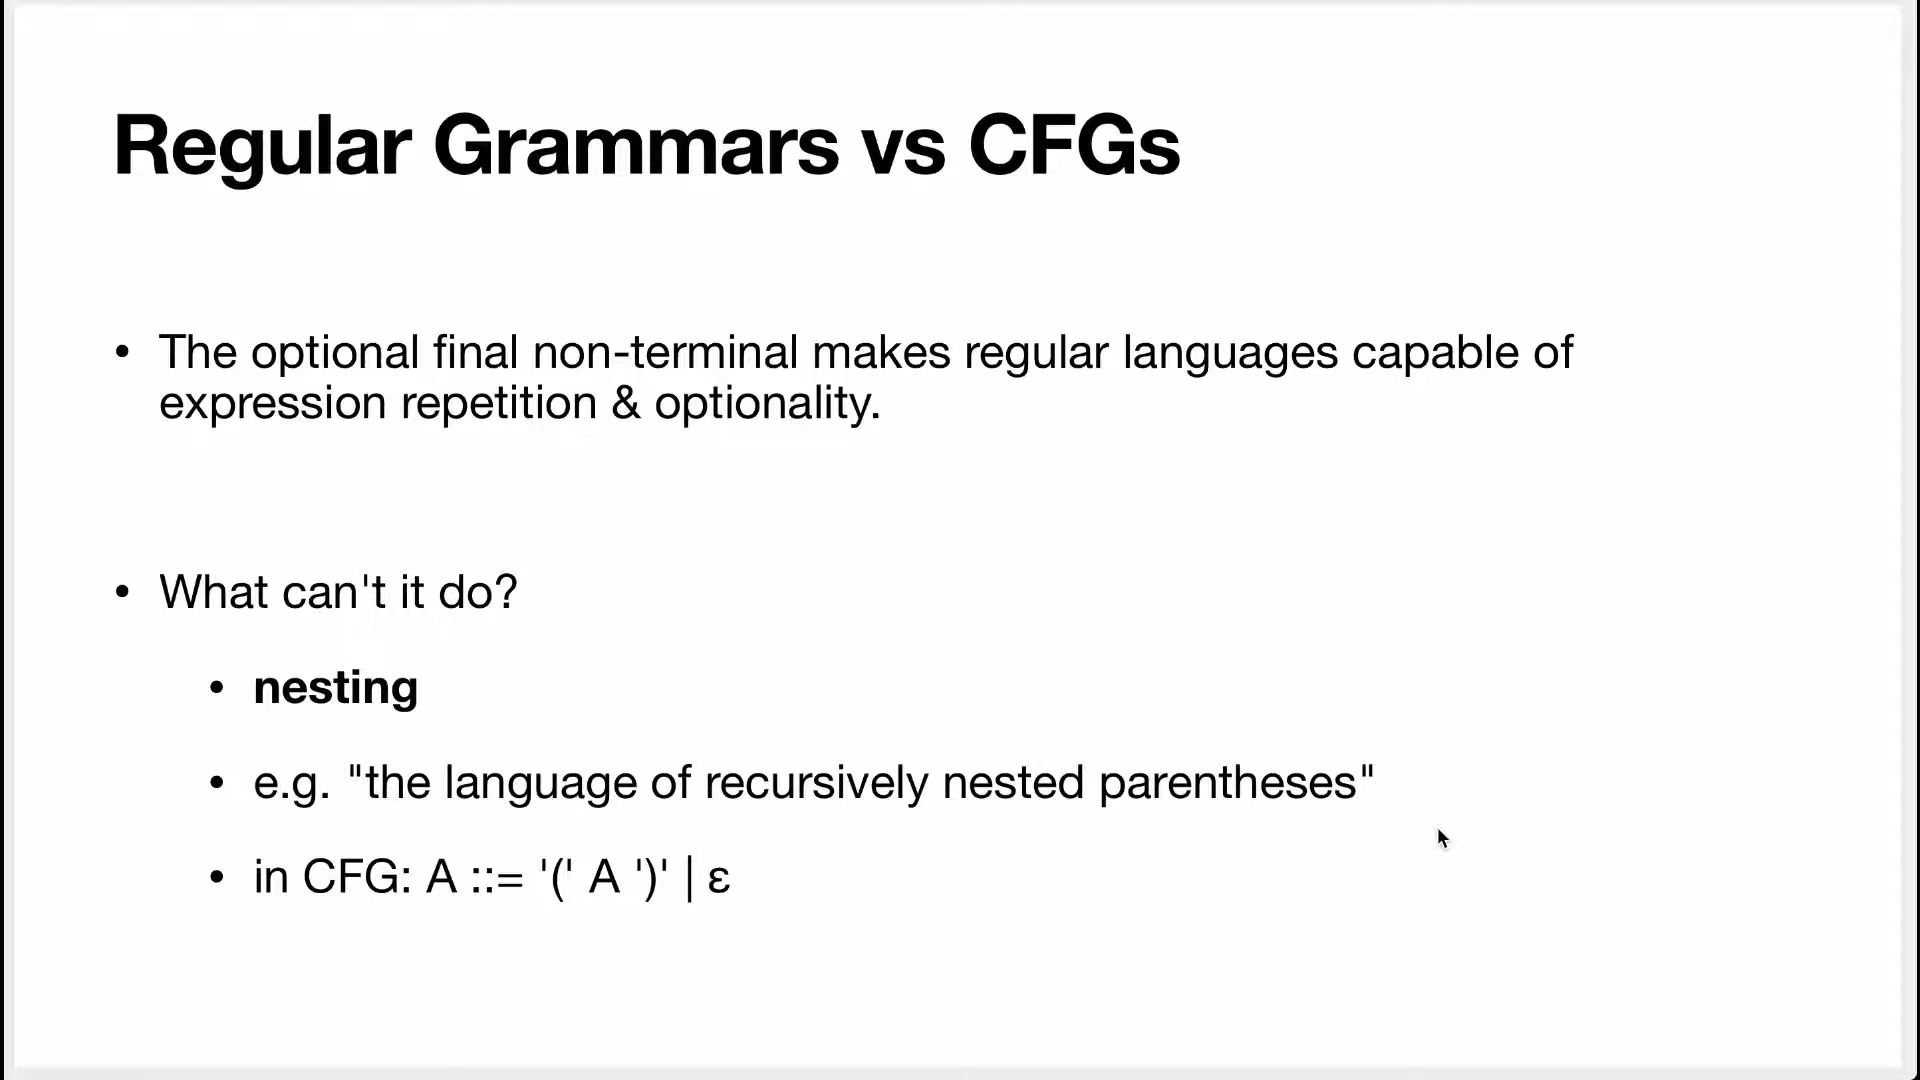 Regular Grammars vs CFGs
• The optional final non-terminal makes regular languages capable of
expression repetition & optionality.
• What can't it do?
• nesting
• e.g. "the language of recursively nested parentheses"
• in CFG: A ::= '(' A ')' | ε